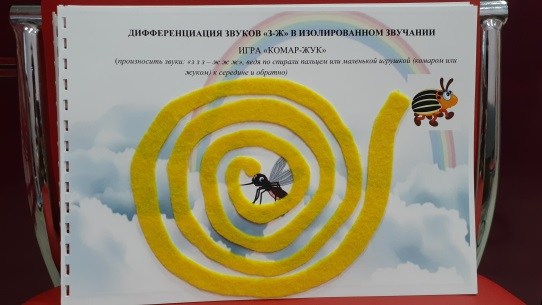 ДИФФЕРЕНЦИАЦИЯ ЗВУКОВ «З-Ж» В ИЗОЛИРОВАННОМ ЗВУЧАНИИ
ИГРА «КОМАР-ЖУК»
(произносить звуки: «з з з – ж ж ж», ведя по спирали пальцем или маленькой игрушкой (комаром или
жуком) к середине и обратно)